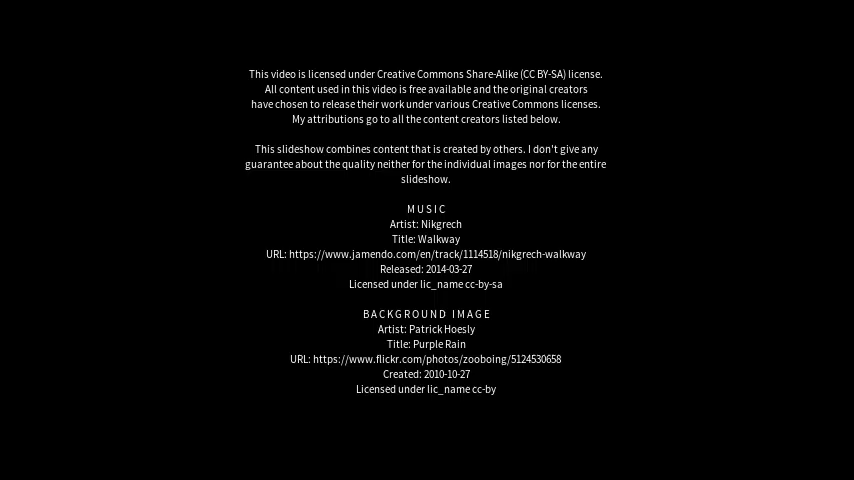 This video is licensed under Creative Commons Share-Alike (CC BY-SA) license.
All content used in this video is free available and the original creators
have chosen to release their work under various Creative Commons licenses.
My attributions go to all the content creators listed below.
This slideshow combines content that is created by others. I don't give any
guarantee about the quality neither for the individual images nor for the entire
slideshow.
MUSIC
Artist: Nikgrech
Title: Walkway
URL: https://www.jamendo.com/en/track/1114518/nikgrech-walkway
Released: 2014-03-27
Licensed under lic_name cc-by-sa
BACKGROUND IMAGE
Artist: Patrick Hoesly
Title: Purple Rain
URL: https://www.flickr.com/photos/zooboing/5124530658
Created: 2010-10-27
Licensed under lic_name cc-by